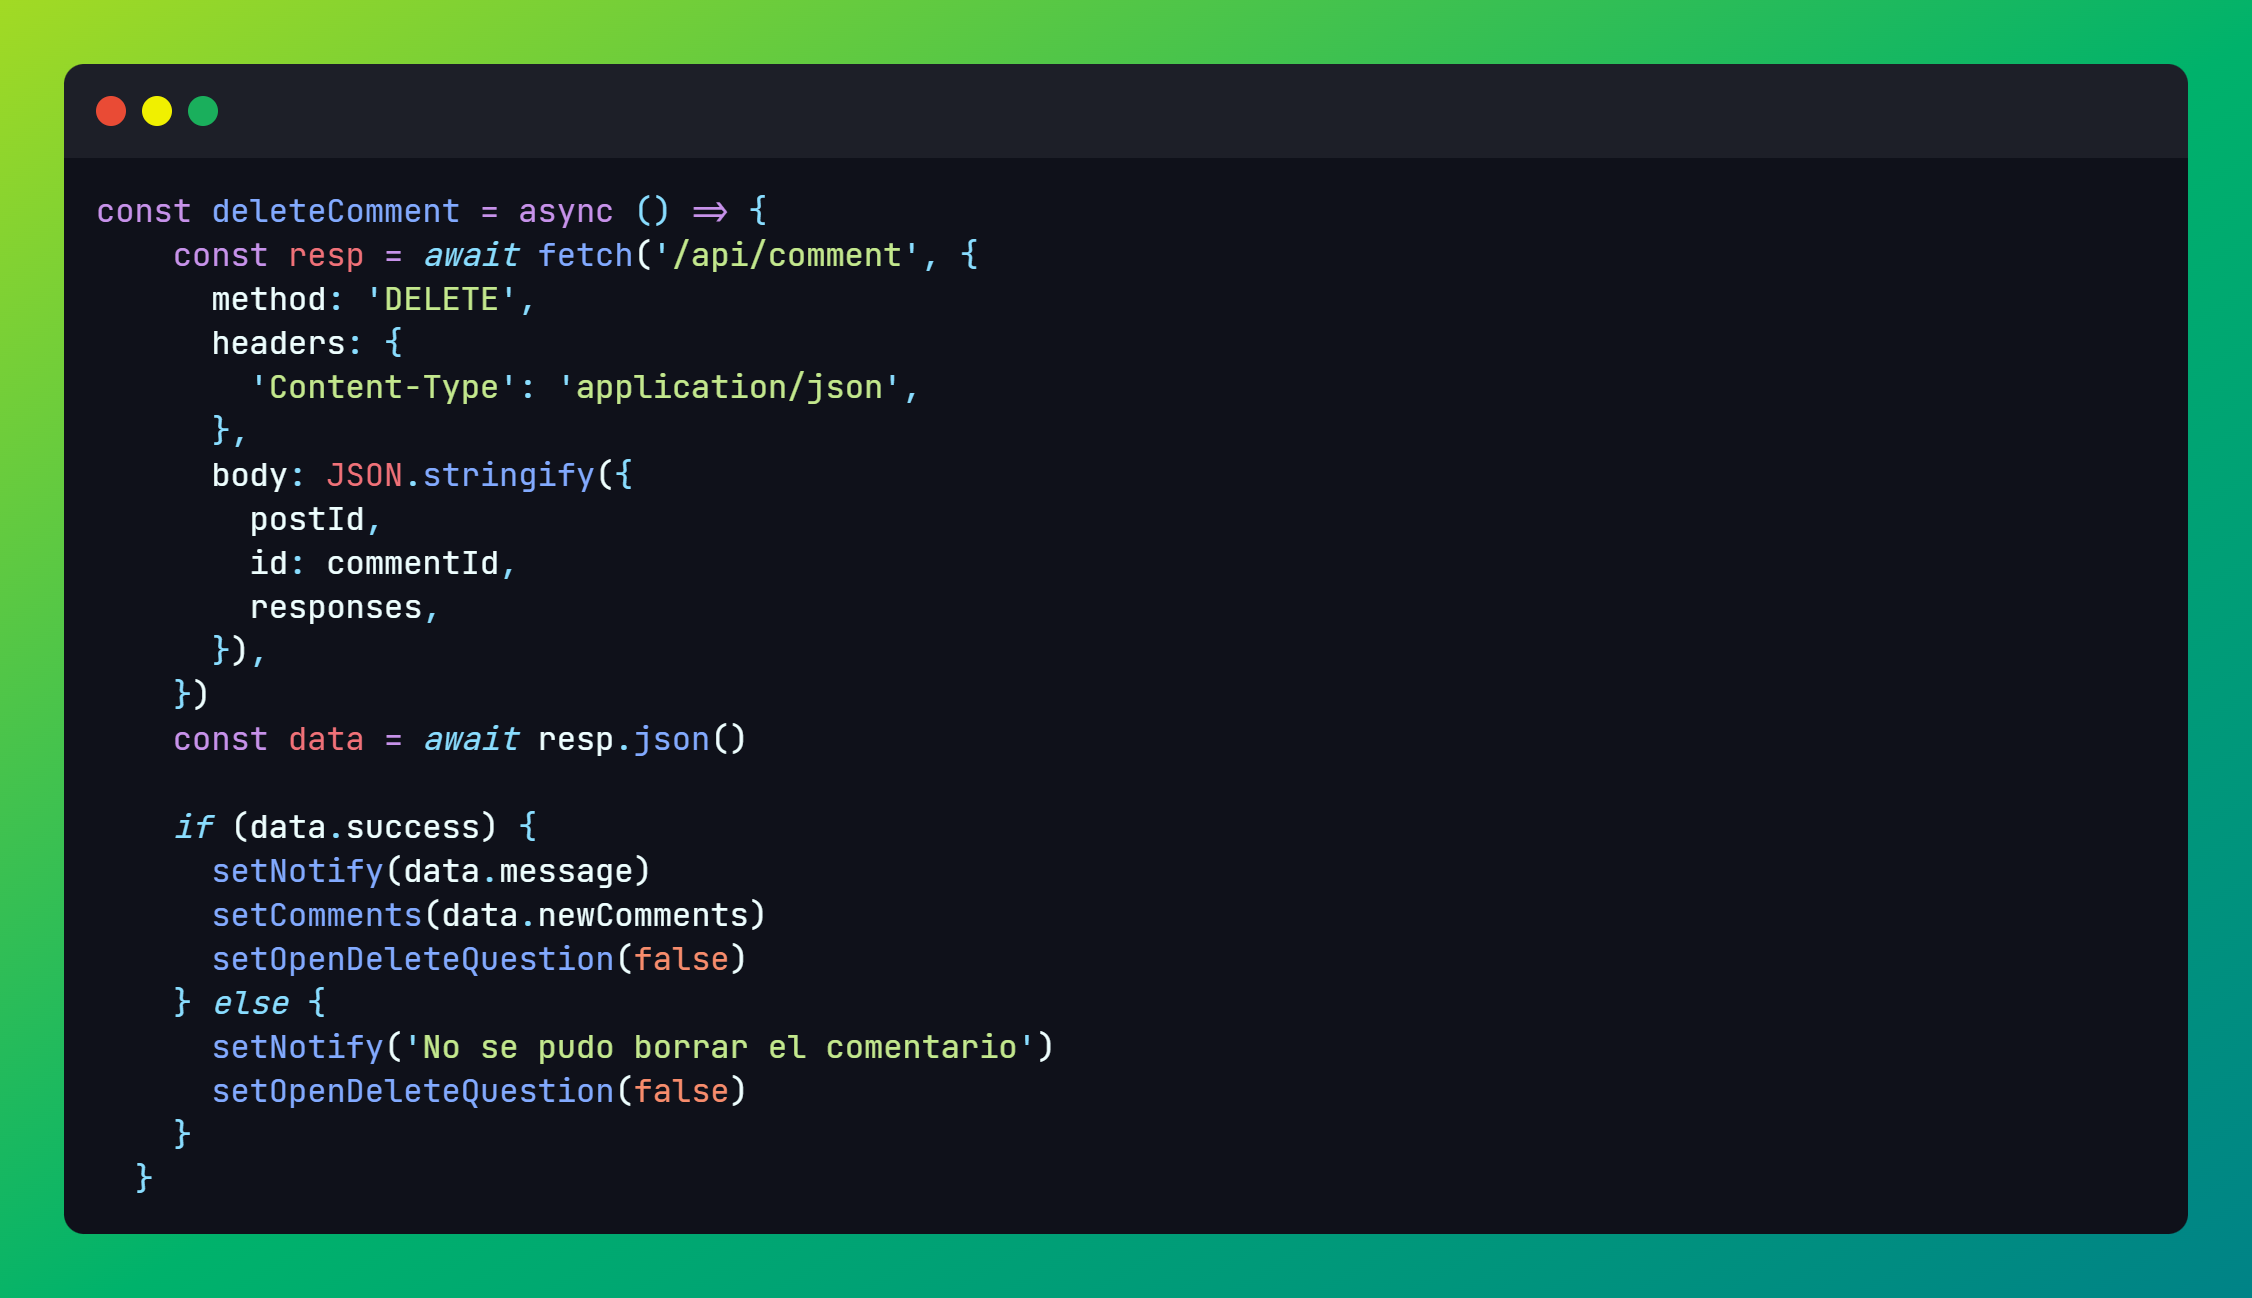 const deleteComment = async () => {
    const resp = await fetch('/api/comment', {
      method: 'DELETE',
      headers: {
        'Content-Type': 'application/json',
      },
      body: JSON.stringify({
        postId,
        id: commentId,
        responses,
      }),
    })
    const data = await resp.json()

    if (data.success) {
      setNotify(data.message)
      setComments(data.newComments)
      setOpenDeleteQuestion(false)
    } else {
      setNotify('No se pudo borrar el comentario')
      setOpenDeleteQuestion(false)
    }
  }